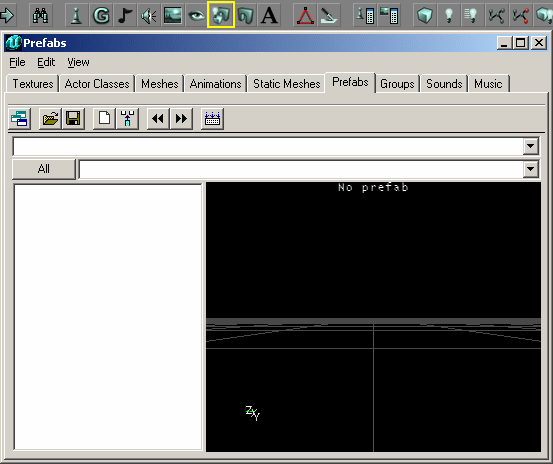 G A
Prefabs
File Edit View
Textures Actor Classes Meshes Animations Static Meshes Prefabs Groups Sounds Music
All
No prefab
Z X Y